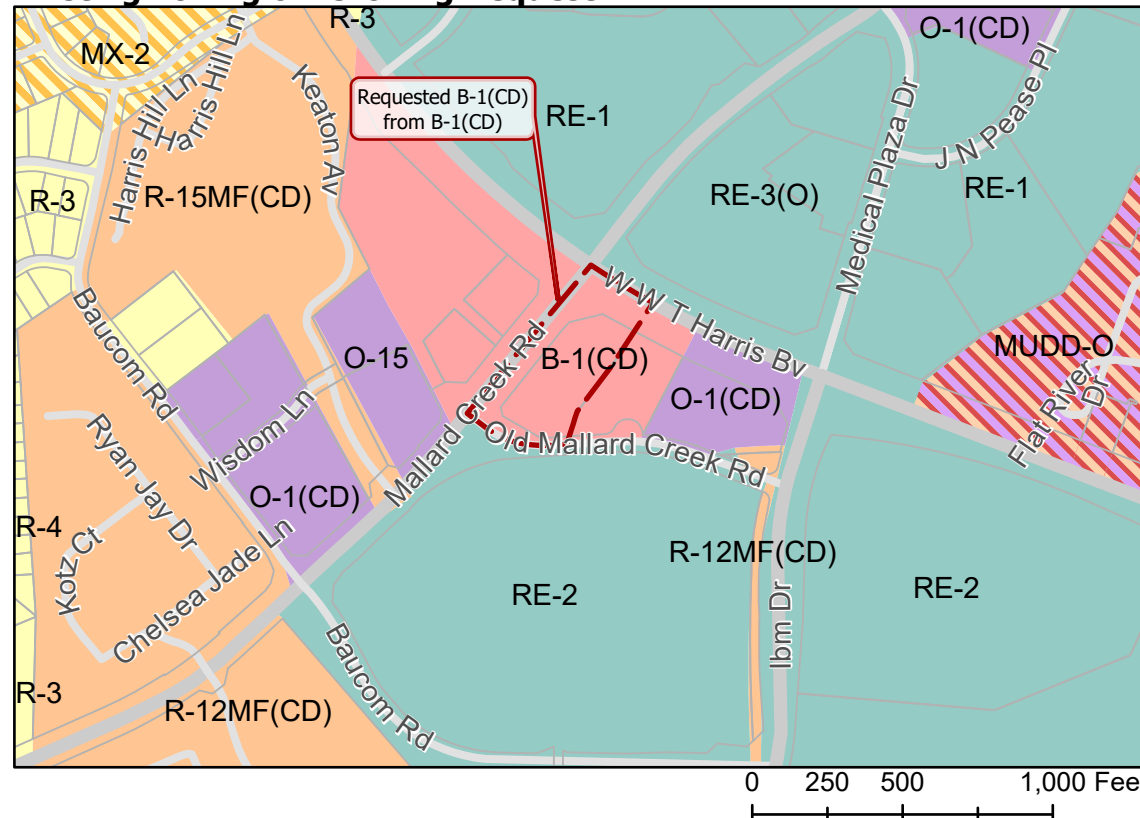 R-3
O-1(CD)
MX-2
Harris Hill Ln
Harris Hill Ln
Keaton Av
Requested B-1(CD)
from B-1(CD)
RE-1
Medical Plaza Dr
J N Pease Pl
R-3
R-15MF(CD)
RE-3(O)
RE-1
W W T Harris Bv
Baucom Rd
O-15
Mallard Creek Rd
B-1(CD)
MUDD-O
O-1(CD)
Flat River
Dr
Wisdom Ln
Old Mallard Creek Rd
Ryan Jay Dr
O-1(CD)
R-4
Kotz Ct
Chelsea Jade Ln
R-12MF(CD)
RE-2
RE-2
Ibm Dr
Baucom Rd
R-3
R-12MF(CD)
0 250 500 1,000 Fee